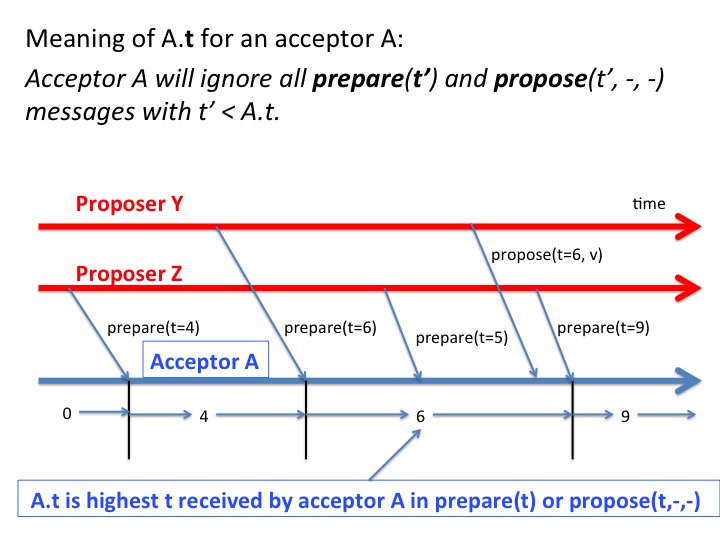 Meaning of A.t for an acceptor A:
Acceptor A will ignore all prepare(t’) and propose(t’, -, -)
messages with t’ < A.t.
Proposer Y
time
propose(t=6, v)
Proposer Z
prepare(t=4)
prepare(t=6)
prepare(t=5)
prepare(t=9)
Acceptor A
0
4
6
9
A.t is highest t received by acceptor A in prepare(t) or propose(t,-,-)